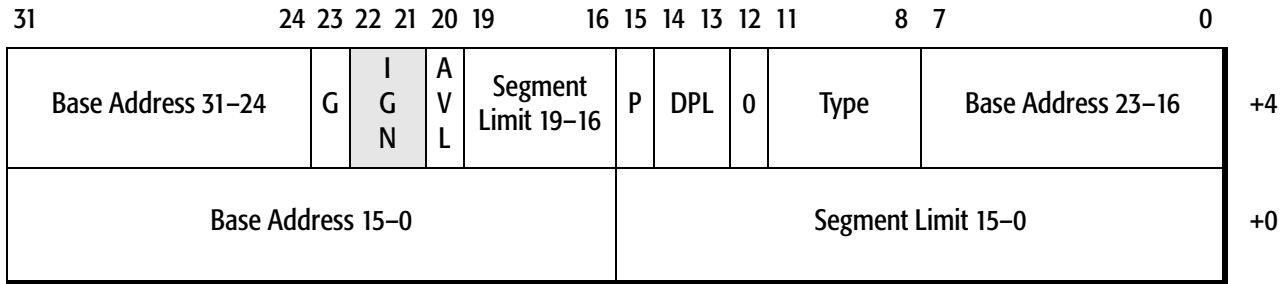 31 24 23 22 21 20 19 16 15 14 13 12 11 8 7 0
Base Address 31–24 G I G N A V L Segment Limit 19–16 P DPL 0 Type Base Address 23–16 +4
Base Address 15–0 Segment Limit 15–0 +0